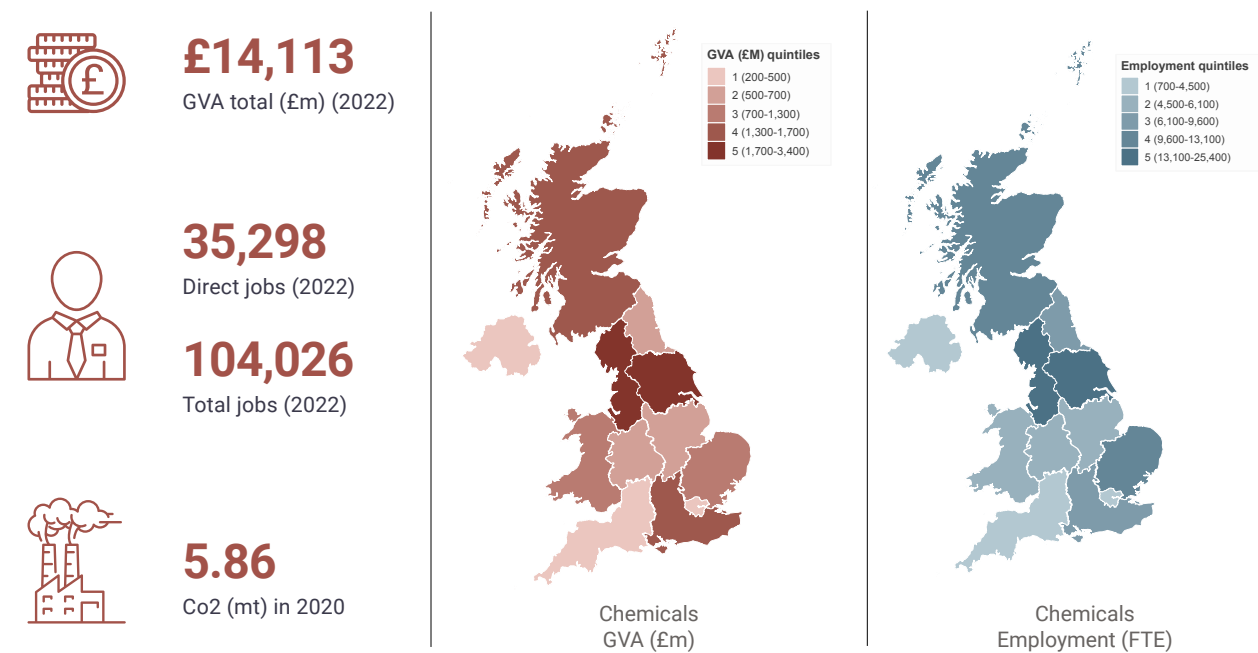 £14,113
GVA total (£m) (2022)
35,298
Direct jobs (2022)
104,026
Total jobs (2022)
5.86
Co2 (mt) in 2020
£
GVA (£M) quintiles
1 (200-500)
2 (500-700)
3 (700-1,300)
4 (1,300-1,700)
5 (1,700-3,400)
Chemicals
GVA (£m)
Employment quintiles
1 (700-4,500)
2 (4,500-6,100)
3 (6,100-9,600)
4 (9,600-13,100)
5 (13,100-25,400)
Chemicals
Employment (FTE)